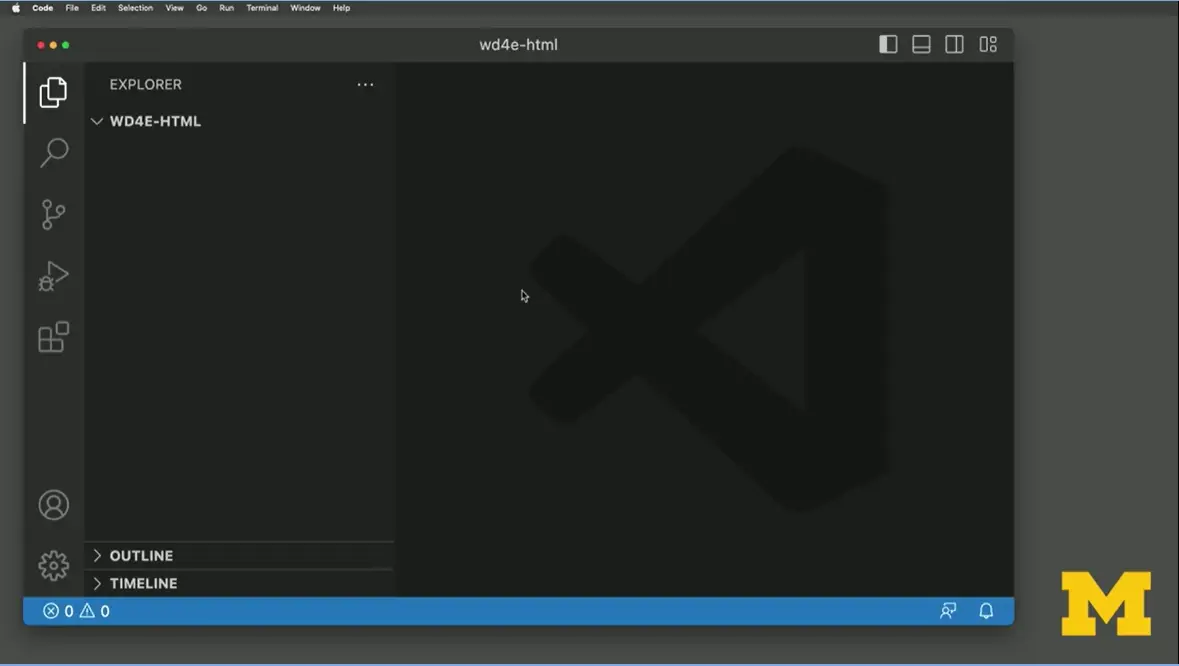 Code File Edit Selection View Go Run Terminal Window Help
wd4e-html
EXPLORER
WD4E-HTML
OUTLINE
TIMELINE
0 0
M